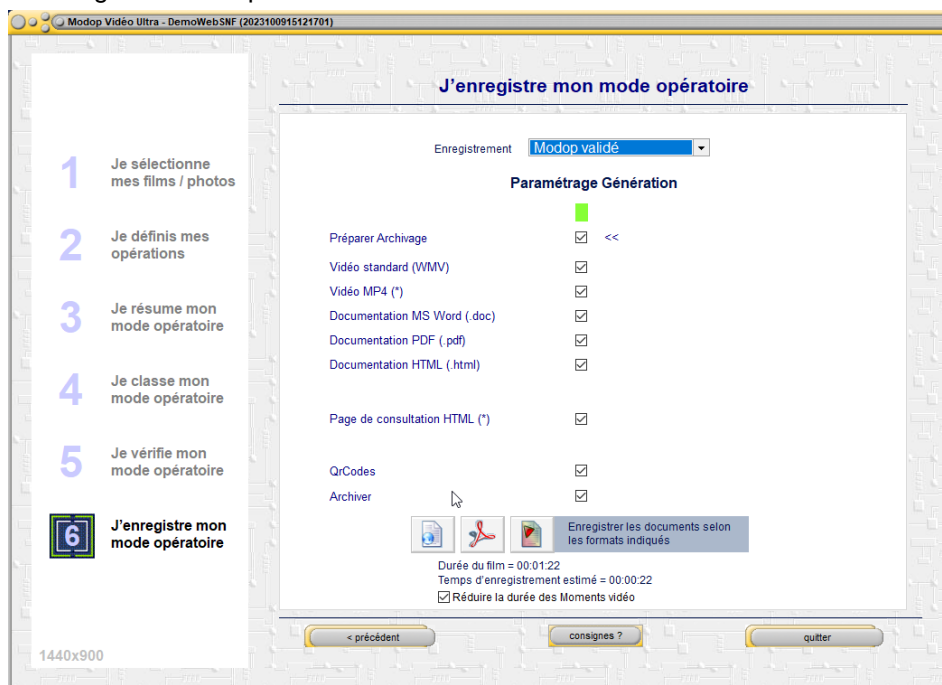 Modop Vidéo Ultra - DemoWebSNF (2023100915121701)
J'enregistre mon mode opératoire
1 Je sélectionne
mes films / photos
2 Je définis mes
opérations
3 Je résume mon
mode opératoire
4 Je classe mon
mode opératoire
5 Je vérifie mon
mode opératoire
6 J'enregistre mon
mode opératoire
1440x900
Enregistrement Modop validé
Paramétrage Génération
Préparer Archivage <<
Vidéo standard (WMV)
Vidéo MP4 (*)
Documentation MS Word (.doc)
Documentation PDF (.pdf)
Documentation HTML (.html)
Page de consultation HTML (*)
QrCodes
Archiver
Enregistrer les documents selon
les formats indiqués
Durée du film = 00:01:22
Temps d'enregistrement estimé = 00:00:22
Réduire la durée des Moments vidéo
< précédent consignes ? quitter